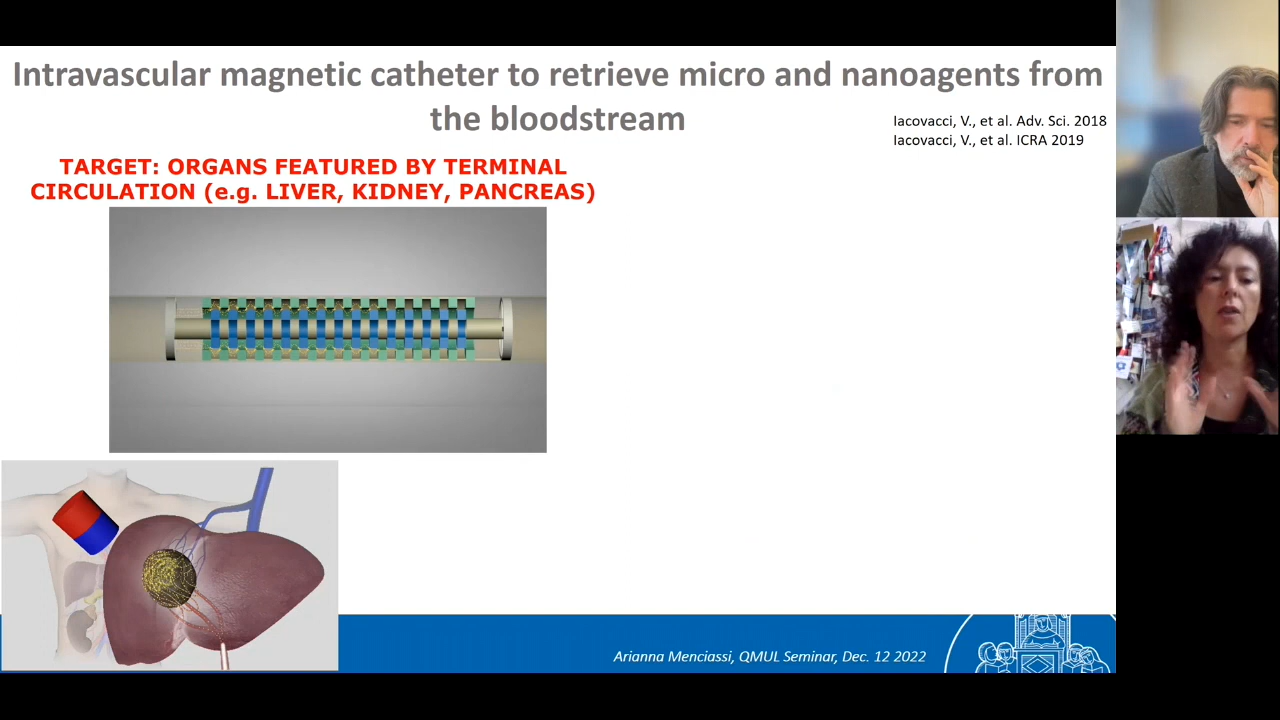 Intravascular magnetic catheter to retrieve micro and nanoagents from
the bloodstream
Iacovacci, V., et al. Adv. Sci. 2018
Iacovacci, V., et al. ICRA 2019
TARGET: ORGANS FEATURED BY TERMINAL
CIRCULATION (e.g. LIVER, KIDNEY, PANCREAS)
Arianna Menciassi, QMUL Seminar, Dec. 12 2022